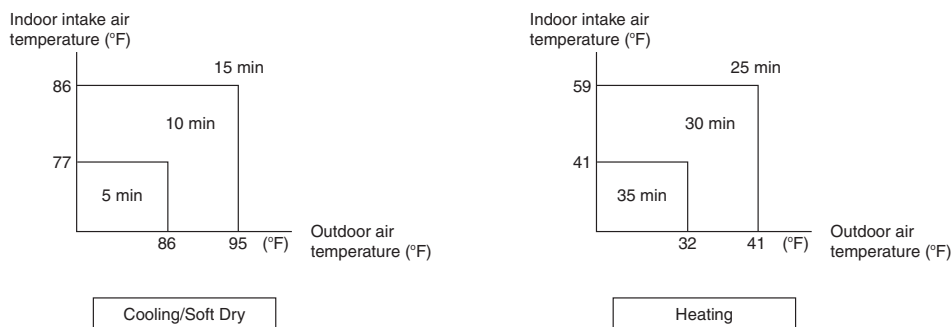 Indoor intake air
temperature (°F)
15 min
86
10 min
77
5 min
86
95
(°F)
Outdoor air
temperature (°F)
Cooling/Soft Dry
Indoor intake air
temperature (°F)
25 min
59
30 min
41
35 min
32
41
(°F)
Outdoor air
temperature (°F)
Heating